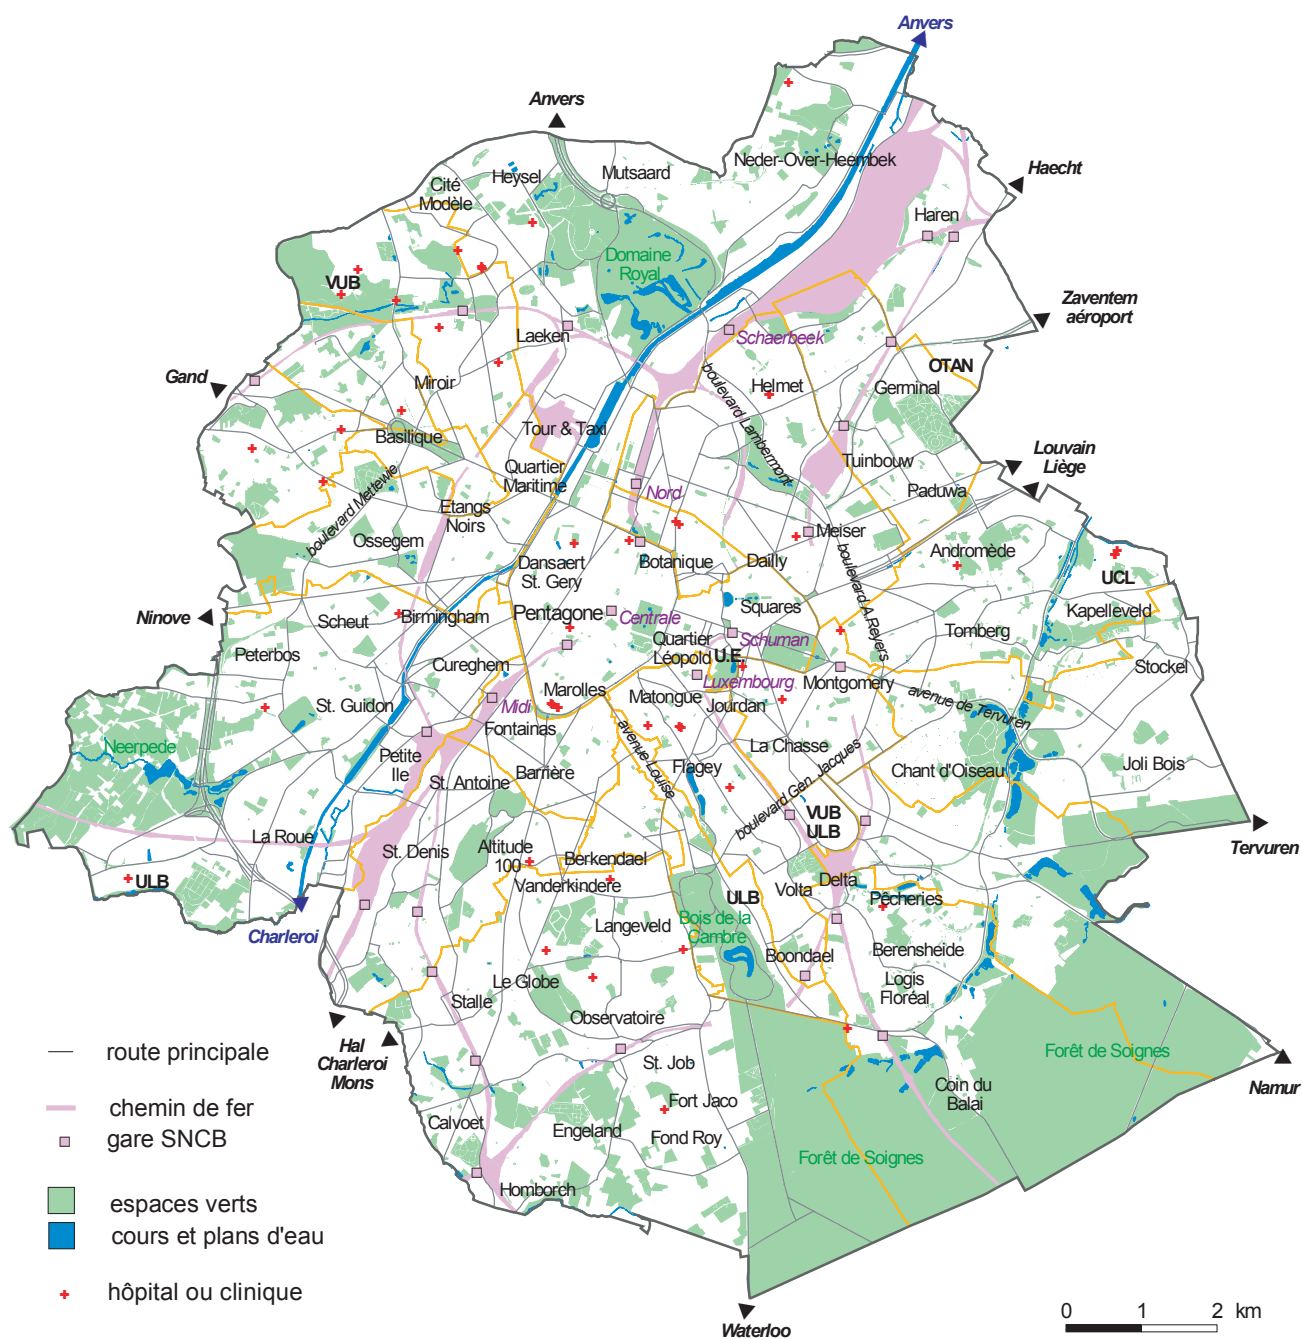 Anvers
Anvers
Haecht
Neder-Over-Heembek
Mutsaard
Heysel
Cité
Modèle
Haren
Domaine
Royal
VUB
Zaventem
aéroport
Laeken
Schaerbeek
OTAN
Gand
Miroir
boulevard Lambermont
Helmet
Germinal
Basilique
Tour & Taxi
Louvain
Liège
Tuinbouw
Quartier
Maritime
Paduwa
boulevard Mettewie
Nord
Etangs
Noirs
Meiser
Ossegem
Andromède
Dansaert
St. Gery
Botanique
Dailly
boulevard A.Reyers
UCL
Ninove
Scheut
Birmingham
Pentagone
Centrale
Squares
Kapelleveld
Tomberg
Quartier
Léopold
U.E.
Schuman
Peterbos
Cureghem
Stockel
Luxembourg
Montgomery
Marolles
Matongue
Jourdan
avenue de Tervuren
St. Guidon
Midi
Fontainas
Neerpede
Petite
Ile
avenue Louise
La Chasse
Flagey
Barrière
St. Antoine
Chant d'Oiseau
Joli Bois
boulevard Gen. Jacques
VUB
ULB
La Roue
St. Denis
Altitude
100
Berkendael
Tervuren
ULB
Vanderkindere
ULB
Volta
Delta
Pêcheries
Bois de la
Cambre
Langeveld
Charleroi
Boondael
Berensheide
Le Globe
Logis
Floréal
Stalle
Observatoire
Hal
Charleroi
Mons
Forêt de Soignes
St. Job
Namur
Coin du
Balai
Fort Jaco
Calvoet
Engeland
Fond Roy
Forêt de Soignes
Homborch
route principale
chemin de fer
gare SNCB
espaces verts
cours et plans d'eau
hôpital ou clinique
Waterloo
0 1 2 km